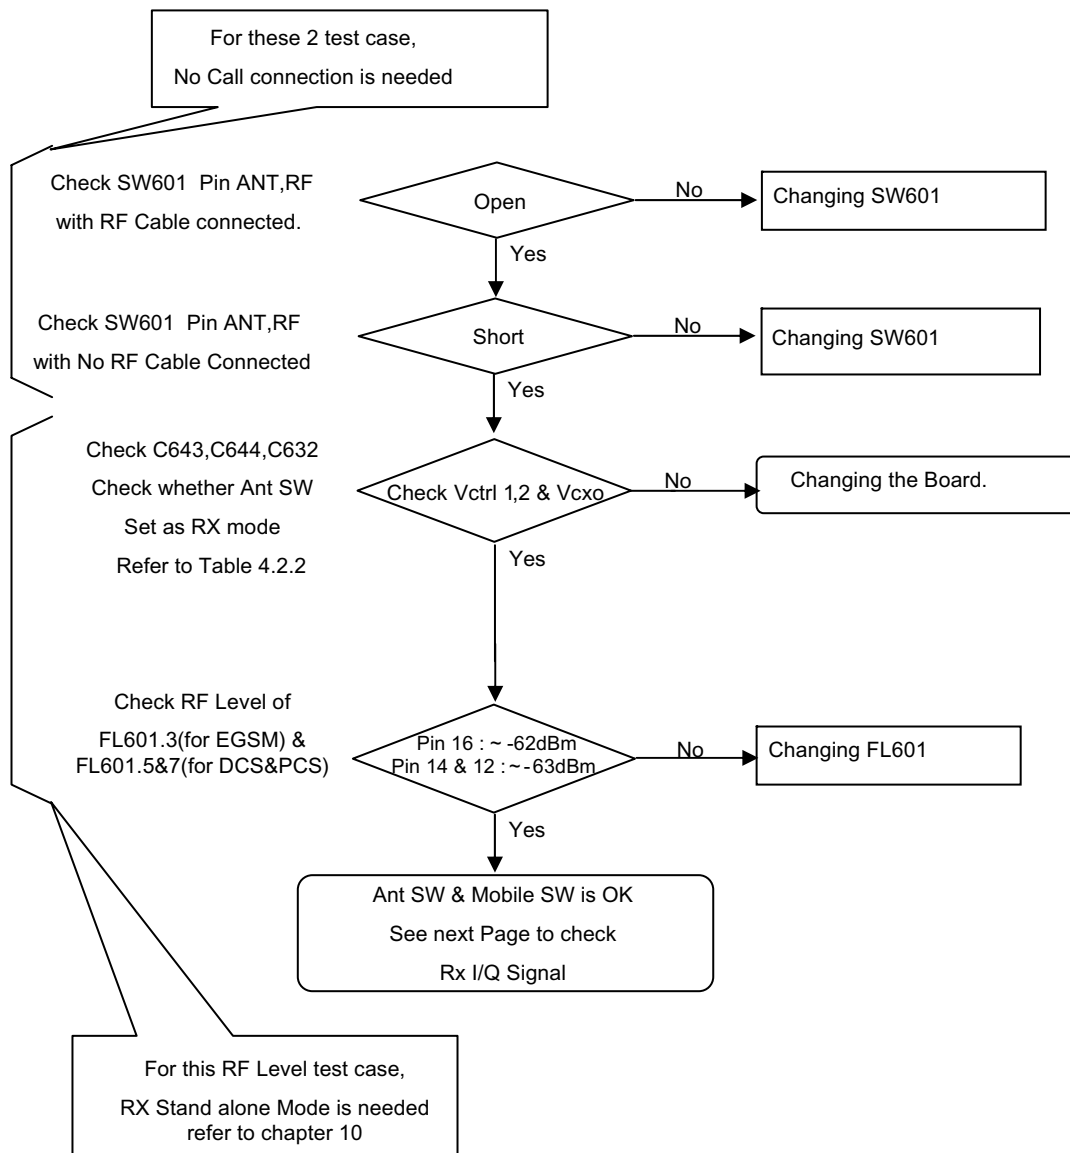 For these 2 test case,
No Call connection is needed
Check SW601 Pin ANT,RF
with RF Cable connected.
Open
No
Changing SW601
Yes
Check SW601 Pin ANT,RF
with No RF Cable Connected
Short
No
Changing SW601
Yes
Check C643,C644,C632
Check whether Ant SW
Set as RX mode
Refer to Table 4.2.2
Check Vctrl 1,2 & Vcxo
No
Changing the Board.
Yes
Check RF Level of
FL601.3(for EGSM) &
FL601.5&7(for DCS&PCS)
Pin 16 : ~ -62dBm
Pin 14 & 12 :~-63dBm
No
Changing FL601
Yes
Ant SW & Mobile SW is OK
See next Page to check
Rx I/Q Signal
For this RF Level test case,
RX Stand alone Mode is needed
refer to chapter 10